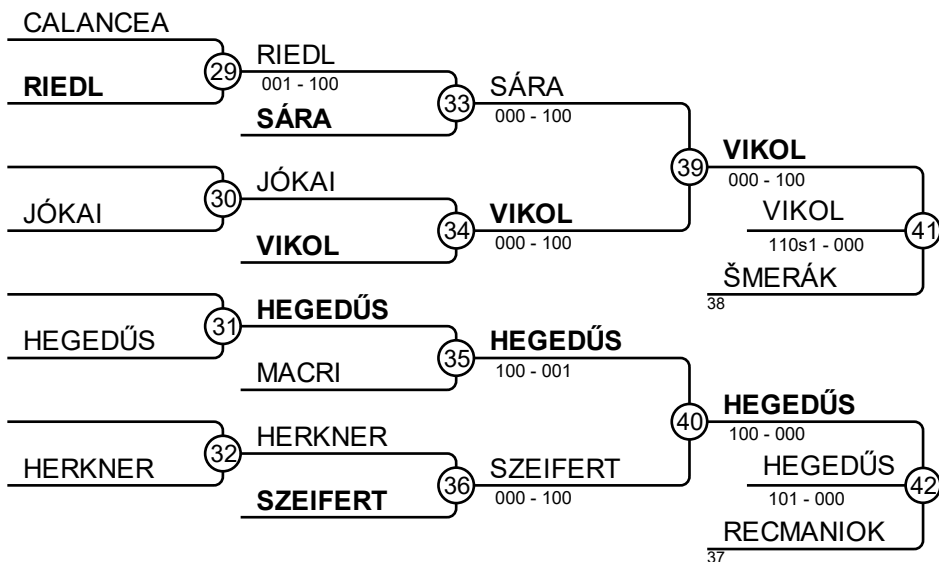 CALANCEA
RIEDL
29
RIEDL
001 - 100
SÁRA
33
SÁRA
000 - 100
JÓKAI
30
JÓKAI
VIKOL
34
VIKOL
000 - 100
39
VIKOL
000 - 100
VIKOL
110s1 - 000
ŠMERÁK
38
41
HEGEDŰS
31
HEGEDŰS
MACRI
35
HEGEDŰS
100 - 001
HERKNER
32
HERKNER
SZEIFERT
36
SZEIFERT
000 - 100
40
HEGEDŰS
100 - 000
HEGEDŰS
101 - 000
RECMANIOK
37
42